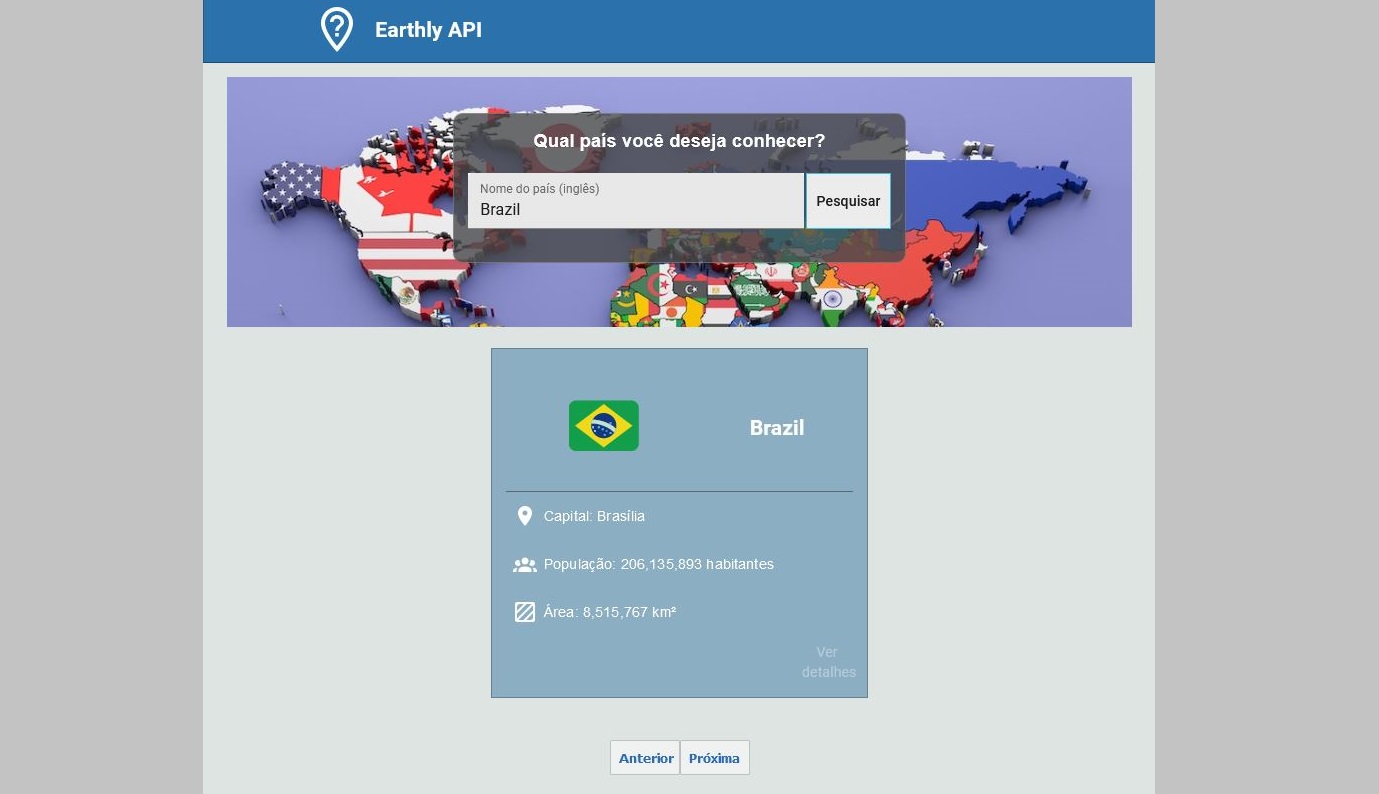 Earthly API
Qual país você deseja conhecer?
Nome do país (inglês)
Brazil
Pesquisar
Brazil
Capital: Brasília
População: 206,135,893 habitantes
Área: 8,515,767 km²
Ver
detalhes
Anterior
Próxima